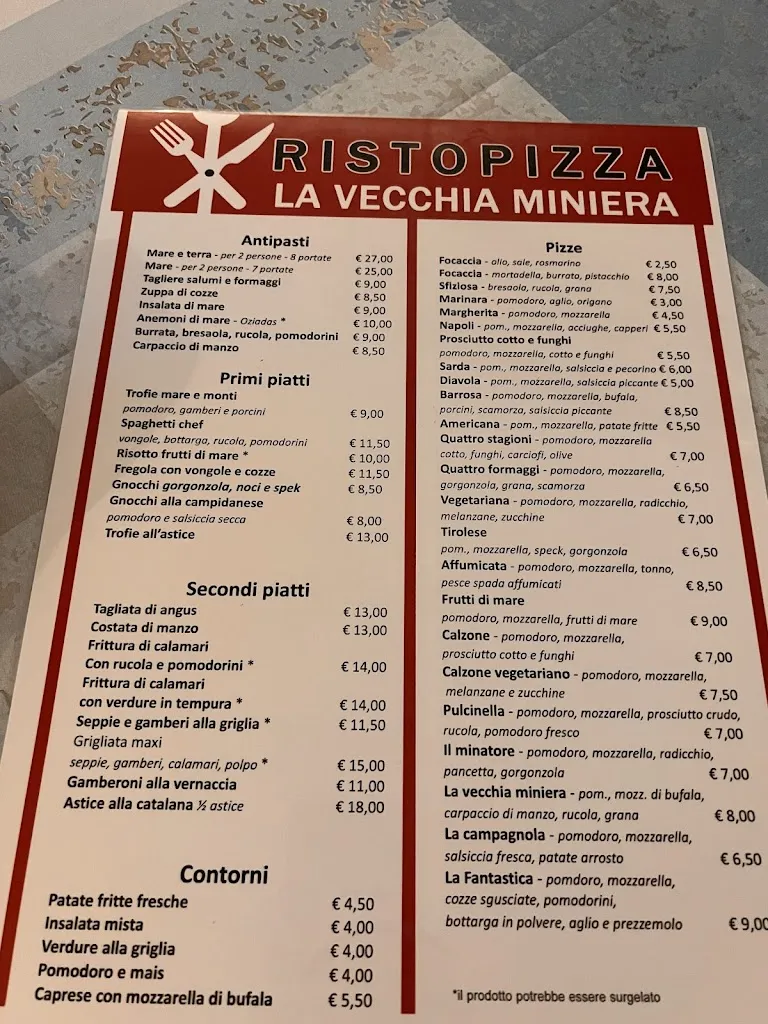 RISTOPIZZA
LA VECCHIA MINIERA
Antipasti
Mare e terra - per 2 persone - 8 portate € 27,00
Mare - per 2 persone - 7 portate € 25,00
Tagliere salumi e formaggi € 9,00
Zuppa di cozze € 8,50
Insalata di mare € 9,00
Anemoni di mare - Oziadas * € 10,00
Burrata, bresaola, rucola, pomodorini € 9,00
Carpaccio di manzo € 8,50
Primi piatti
Trofie mare e monti
pomodoro, gamberi e porcini € 9,00
Spaghetti chef
vongole, bottarga, rucola, pomodorini € 11,50
Risotto frutti di mare * € 10,00
Fregola con vongole e cozze € 11,50
Gnocchi gorgonzola, noci e spek € 8,50
Gnocchi alla campidanese
pomodoro e salsiccia secca € 8,00
Trofie all'astice € 13,00
Secondi piatti
Tagliata di angus € 13,00
Costata di manzo € 13,00
Frittura di calamari
Con rucola e pomodorini * € 14,00
Frittura di calamari
con verdure in tempura * € 14,00
Seppie e gamberi alla griglia * € 11,50
Grigliata maxi
seppie, gamberi, calamari, polpo * € 15,00
Gamberoni alla vernaccia € 11,00
Astice alla catalana ½ astice € 18,00
Contorni
Patate fritte fresche € 4,50
Insalata mista € 4,00
Verdure alla griglia € 4,00
Pomodoro e mais € 4,00
Caprese con mozzarella di bufala € 5,50
Pizze
Focaccia - olio, sale, rosmarino € 2,50
Focaccia - mortadella, burrata, pistacchio € 8,00
Sfiziosa - bresaola, rucola, grana € 7,50
Marinara - pomodoro, aglio, origano € 3,00
Margherita - pomodoro, mozzarella € 4,50
Napoli - pom., mozzarella, acciughe, capperi € 5,50
Prosciutto cotto e funghi
pomodoro, mozzarella, cotto e funghi € 5,50
Sarda - pom., mozzarella, salsiccia e pecorino € 6,00
Diavola - pom., mozzarella, salsiccia piccante € 5,00
Barrosa - pomodoro, mozzarella, bufala,
porcini, scamorza, salsiccia piccante € 8,50
Americana - pom., mozzarella, patate fritte € 5,50
Quattro stagioni - pomodoro, mozzarella
cotto, funghi, carciofi, olive € 7,00
Quattro formaggi - pomodoro, mozzarella,
gorgonzola, grana, scamorza € 6,50
Vegetariana - pomodoro, mozzarella, radicchio,
melanzane, zucchine € 7,00
Tirolese
pom., mozzarella, speck, gorgonzola € 6,50
Affumicata - pomodoro, mozzarella, tonno,
pesce spada affumicati € 8,50
Frutti di mare
pomodoro, mozzarella, frutti di mare € 9,00
Calzone - pomodoro, mozzarella,
prosciutto cotto e funghi € 7,00
Calzone vegetariano - pomodoro, mozzarella,
melanzane e zucchine € 7,50
Pulcinella - pomodoro, mozzarella, prosciutto crudo,
rucola, pomodoro fresco € 7,00
Il minatore - pomodoro, mozzarella, radicchio,
pancetta, gorgonzola € 7,00
La vecchia miniera - pom., mozz. di bufala,
carpaccio di manzo, rucola, grana € 8,00
La campagnola - pomodoro, mozzarella,
salsiccia fresca, patate arrosto € 6,50
La Fantastica - pomdoro, mozzarella,
cozze sgusciate, pomodorini,
bottarga in polvere, aglio e prezzemolo € 9,00
*il prodotto potrebbe essere surgelato